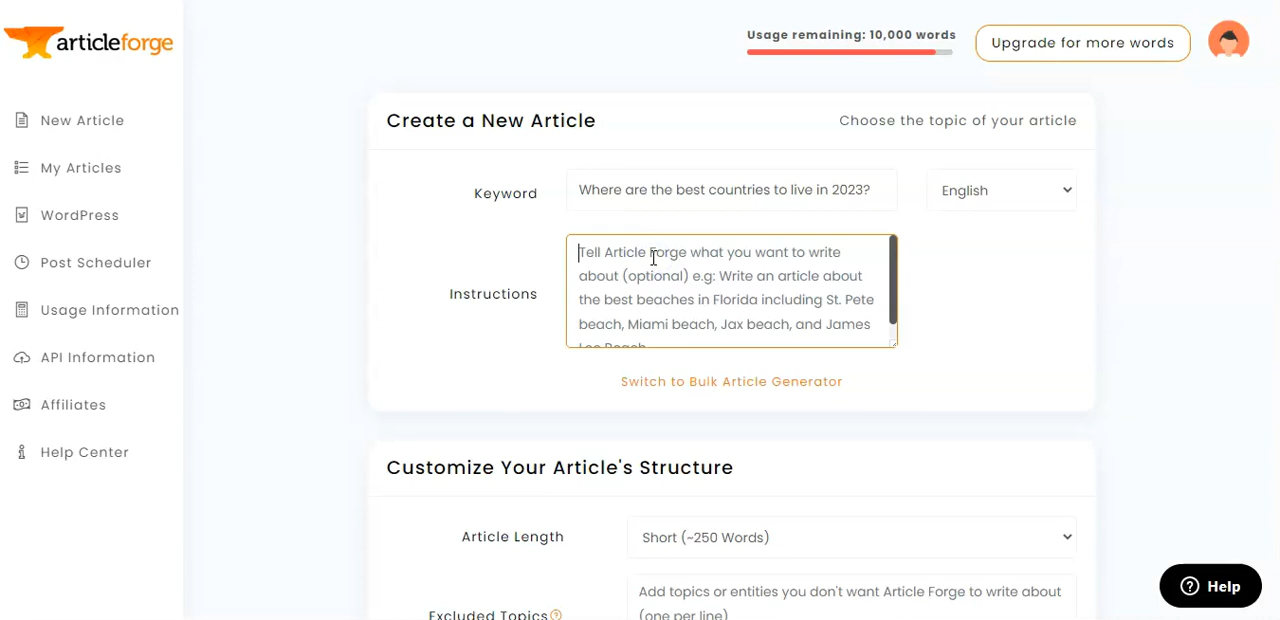 articleforge
Usage remaining: 10,000 words
Upgrade for more words
New Article
My Articles
WordPress
Post Scheduler
Usage Information
API Information
Affiliates
Help Center
Create a New Article
Choose the topic of your article
Keyword
Where are the best countries to live in 2023?
English
Instructions
Tell Article Forge what you want to write
about (optional) e.g: Write an article about
the best beaches in Florida including St. Pete
beach, Miami beach, Jax beach, and James
Lee Beach
Switch to Bulk Article Generator
Customize Your Article's Structure
Article Length
Short (~250 Words)
Excluded Topics
Add topics or entities you don't want Article Forge to write about
(one per line)
Help